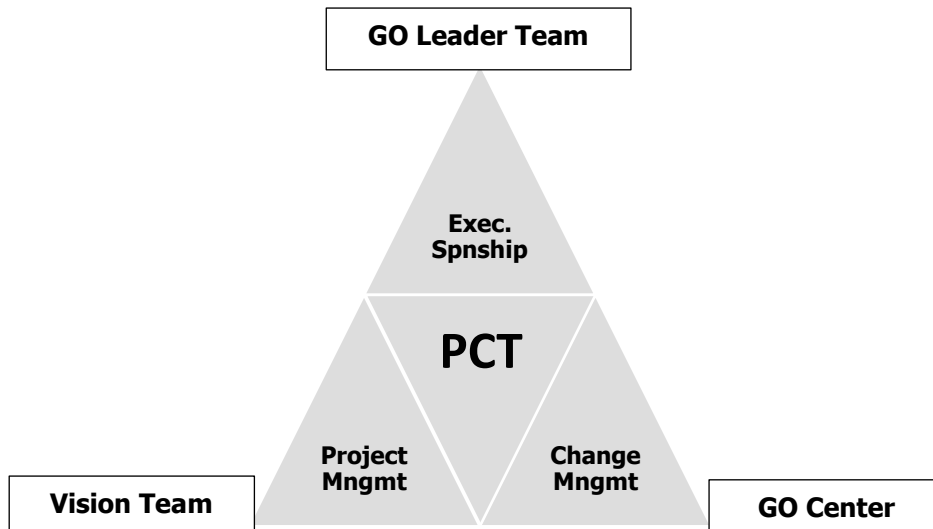 GO Leader Team
Exec.
Spnship
PCT
Project
Mngmt
Change
Mngmt
Vision Team
GO Center